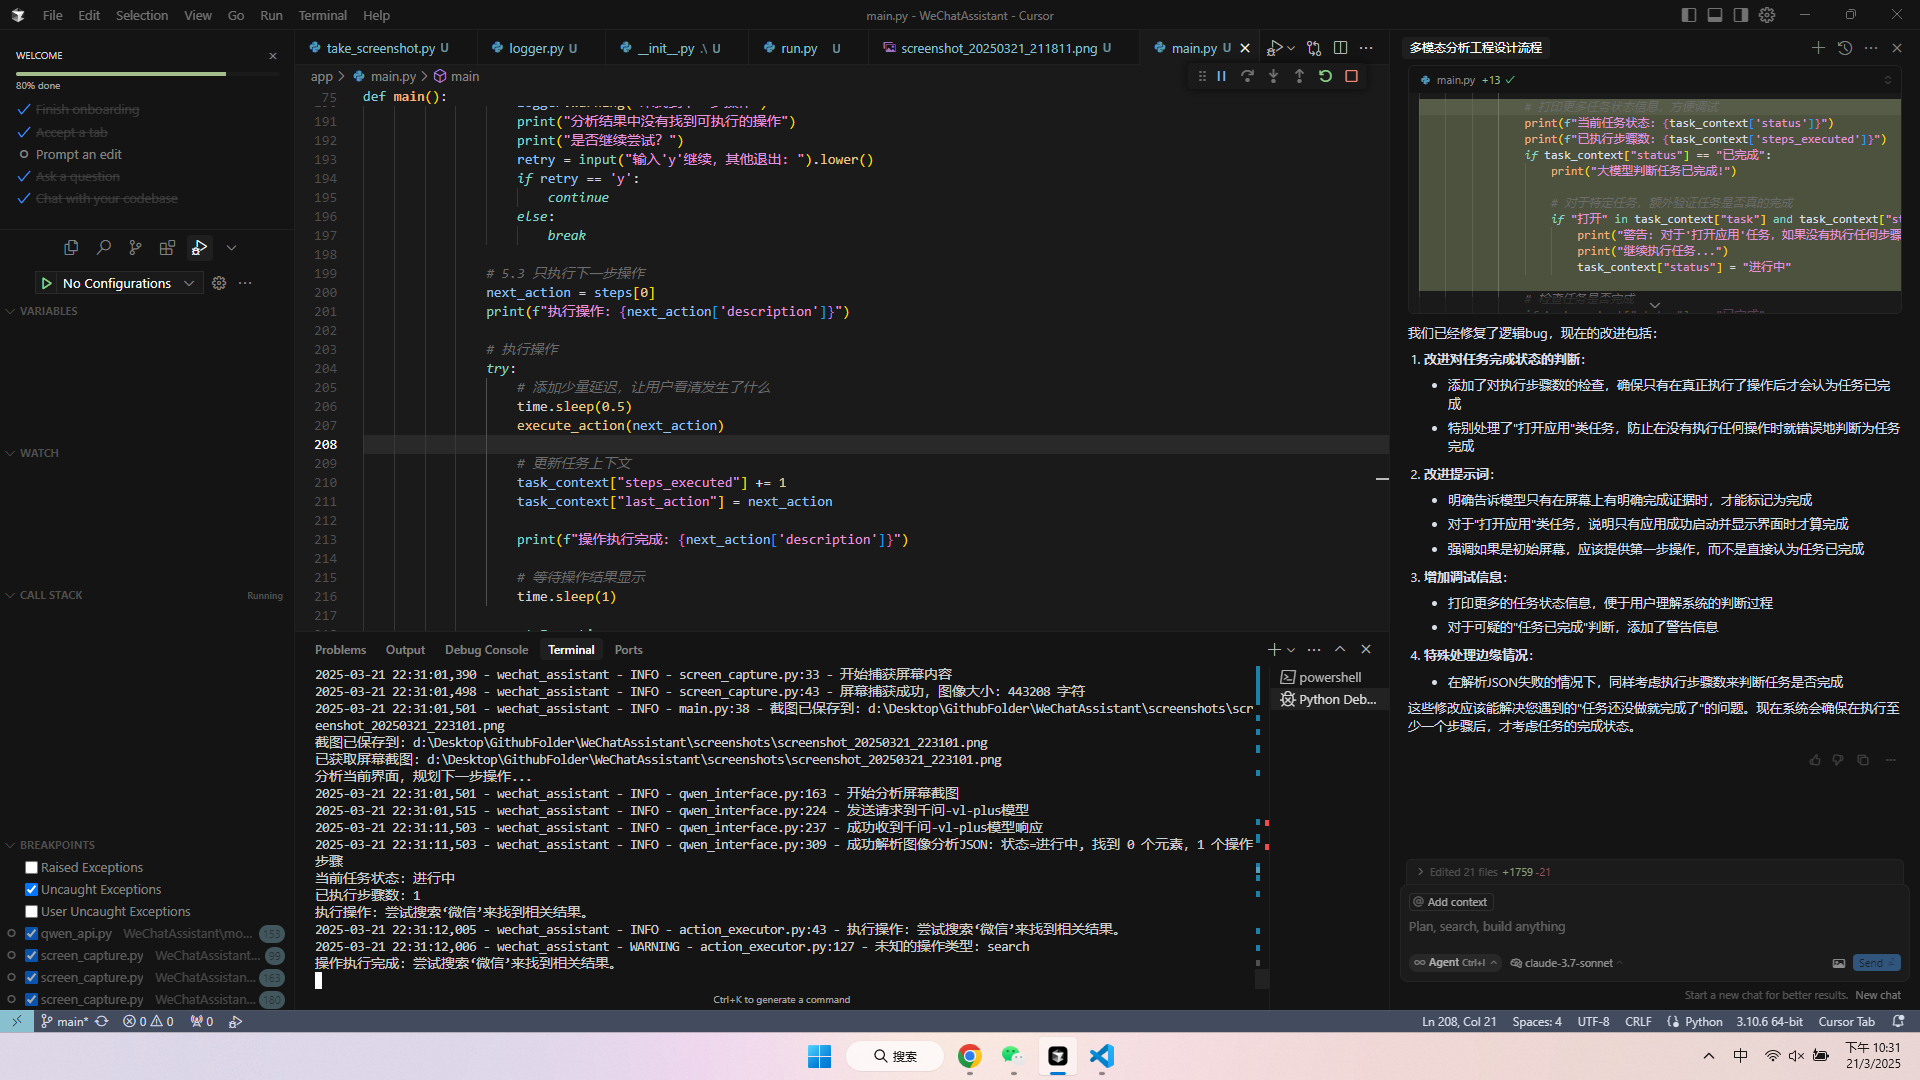 File Edit Selection View Go Run Terminal Help
main.py - WeChatAssistant - Cursor
WELCOME
80% done
Finish onboarding
Accept a tab
Prompt an edit
Ask a question
Chat with your codebase
No Configurations
VARIABLES
WATCH
CALL STACK Running
BREAKPOINTS
Raised Exceptions
Uncaught Exceptions
User Uncaught Exceptions
qwen_api.py WeChatAssistant\mo... 153
screen_capture.py WeChatAssistant... 99
screen_capture.py WeChatAssistan... 163
screen_capture.py WeChatAssistan... 180
take_screenshot.py U
logger.py U
__init__.py .\ U
run.py U
screenshot_20250321_211811.png U
main.py U
app > main.py > main
75 def main():
191 print("分析结果中没有找到可执行的操作")
192 print("是否继续尝试？")
193 retry = input("输入'y'继续，其他退出: ").lower()
194 if retry == 'y':
195 continue
196 else:
197 break
198
199 # 5.3 只执行下一步操作
200 next_action = steps[0]
201 print(f"执行操作: {next_action['description']}")
202
203 # 执行操作
204 try:
205 # 添加少量延迟，让用户看清发生了什么
206 time.sleep(0.5)
207 execute_action(next_action)
208
209 # 更新任务上下文
210 task_context["steps_executed"] += 1
211 task_context["last_action"] = next_action
212
213 print(f"操作执行完成: {next_action['description']}")
214
215 # 等待操作结果显示
216 time.sleep(1)
217
Problems Output Debug Console Terminal Ports
2025-03-21 22:31:01,390 - wechat_assistant - INFO - screen_capture.py:33 - 开始捕获屏幕内容
2025-03-21 22:31:01,498 - wechat_assistant - INFO - screen_capture.py:43 - 屏幕捕获成功，图像大小: 443208 字符
2025-03-21 22:31:01,501 - wechat_assistant - INFO - main.py:38 - 截图已保存到: d:\Desktop\GithubFolder\WeChatAssistant\screenshots\scr
eenshot_20250321_223101.png
截图已保存到: d:\Desktop\GithubFolder\WeChatAssistant\screenshots\screenshot_20250321_223101.png
已获取屏幕截图: d:\Desktop\GithubFolder\WeChatAssistant\screenshots\screenshot_20250321_223101.png
分析当前界面，规划下一步操作...
2025-03-21 22:31:01,501 - wechat_assistant - INFO - qwen_interface.py:163 - 开始分析屏幕截图
2025-03-21 22:31:01,515 - wechat_assistant - INFO - qwen_interface.py:224 - 发送请求到千问-vl-plus模型
2025-03-21 22:31:11,503 - wechat_assistant - INFO - qwen_interface.py:237 - 成功收到千问-vl-plus模型响应
2025-03-21 22:31:11,503 - wechat_assistant - INFO - qwen_interface.py:309 - 成功解析图像分析JSON: 状态=进行中, 找到 0 个元素, 1 个操作
步骤
当前任务状态: 进行中
已执行步骤数: 1
执行操作: 尝试搜索‘微信’来找到相关结果。
2025-03-21 22:31:12,005 - wechat_assistant - INFO - action_executor.py:43 - 执行操作: 尝试搜索‘微信’来找到相关结果。
2025-03-21 22:31:12,006 - wechat_assistant - WARNING - action_executor.py:127 - 未知的操作类型: search
操作执行完成: 尝试搜索‘微信’来找到相关结果。
Ctrl+K to generate a command
powershell
Python Deb...
多模态分析工程设计流程
main.py +13
# 打印更多任务状态信息，方便调试
print(f"当前任务状态: {task_context['status']}")
print(f"已执行步骤数: {task_context['steps_executed']}")
if task_context["status"] == "已完成":
print("大模型判断任务已完成!")
# 对于特定任务，额外验证任务是否真的完成
if "打开" in task_context["task"] and task_context["st
print("警告: 对于'打开应用'任务，如果没有执行任何步骤
print("继续执行任务...")
task_context["status"] = "进行中"
# 检查任务是否完成
我们已经修复了逻辑bug，现在的改进包括：
1. 改进对任务完成状态的判断：
• 添加了对执行步骤数的检查，确保只有在真正执行了操作后才会认为任务已完
成
• 特别处理了"打开应用"类任务，防止在没有执行任何操作时就错误地判断为任务
完成
2. 改进提示词：
• 明确告诉模型只有在屏幕上有明确完成证据时，才能标记为完成
• 对于"打开应用"类任务，说明只有应用成功启动并显示界面时才算完成
• 强调如果是初始屏幕，应该提供第一步操作，而不是直接认为任务已完成
3. 增加调试信息：
• 打印更多的任务状态信息，便于用户理解系统的判断过程
• 对于可疑的"任务已完成"判断，添加了警告信息
4. 特殊处理边缘情况：
• 在解析JSON失败的情况下，同样考虑执行步骤数来判断任务是否完成
这些修改应该能解决您遇到的"任务还没做就完成了"的问题。现在系统会确保在执行至
少一个步骤后，才考虑任务的完成状态。
Edited 21 files +1759 -21
@ Add context
Plan, search, build anything
Agent Ctrl+I claude-3.7-sonnet Send
Start a new chat for better results. New chat
main* 0 0 0
Ln 208, Col 21 Spaces: 4 UTF-8 CRLF Python 3.10.6 64-bit Cursor Tab
搜索
中
下午 10:31
21/3/2025